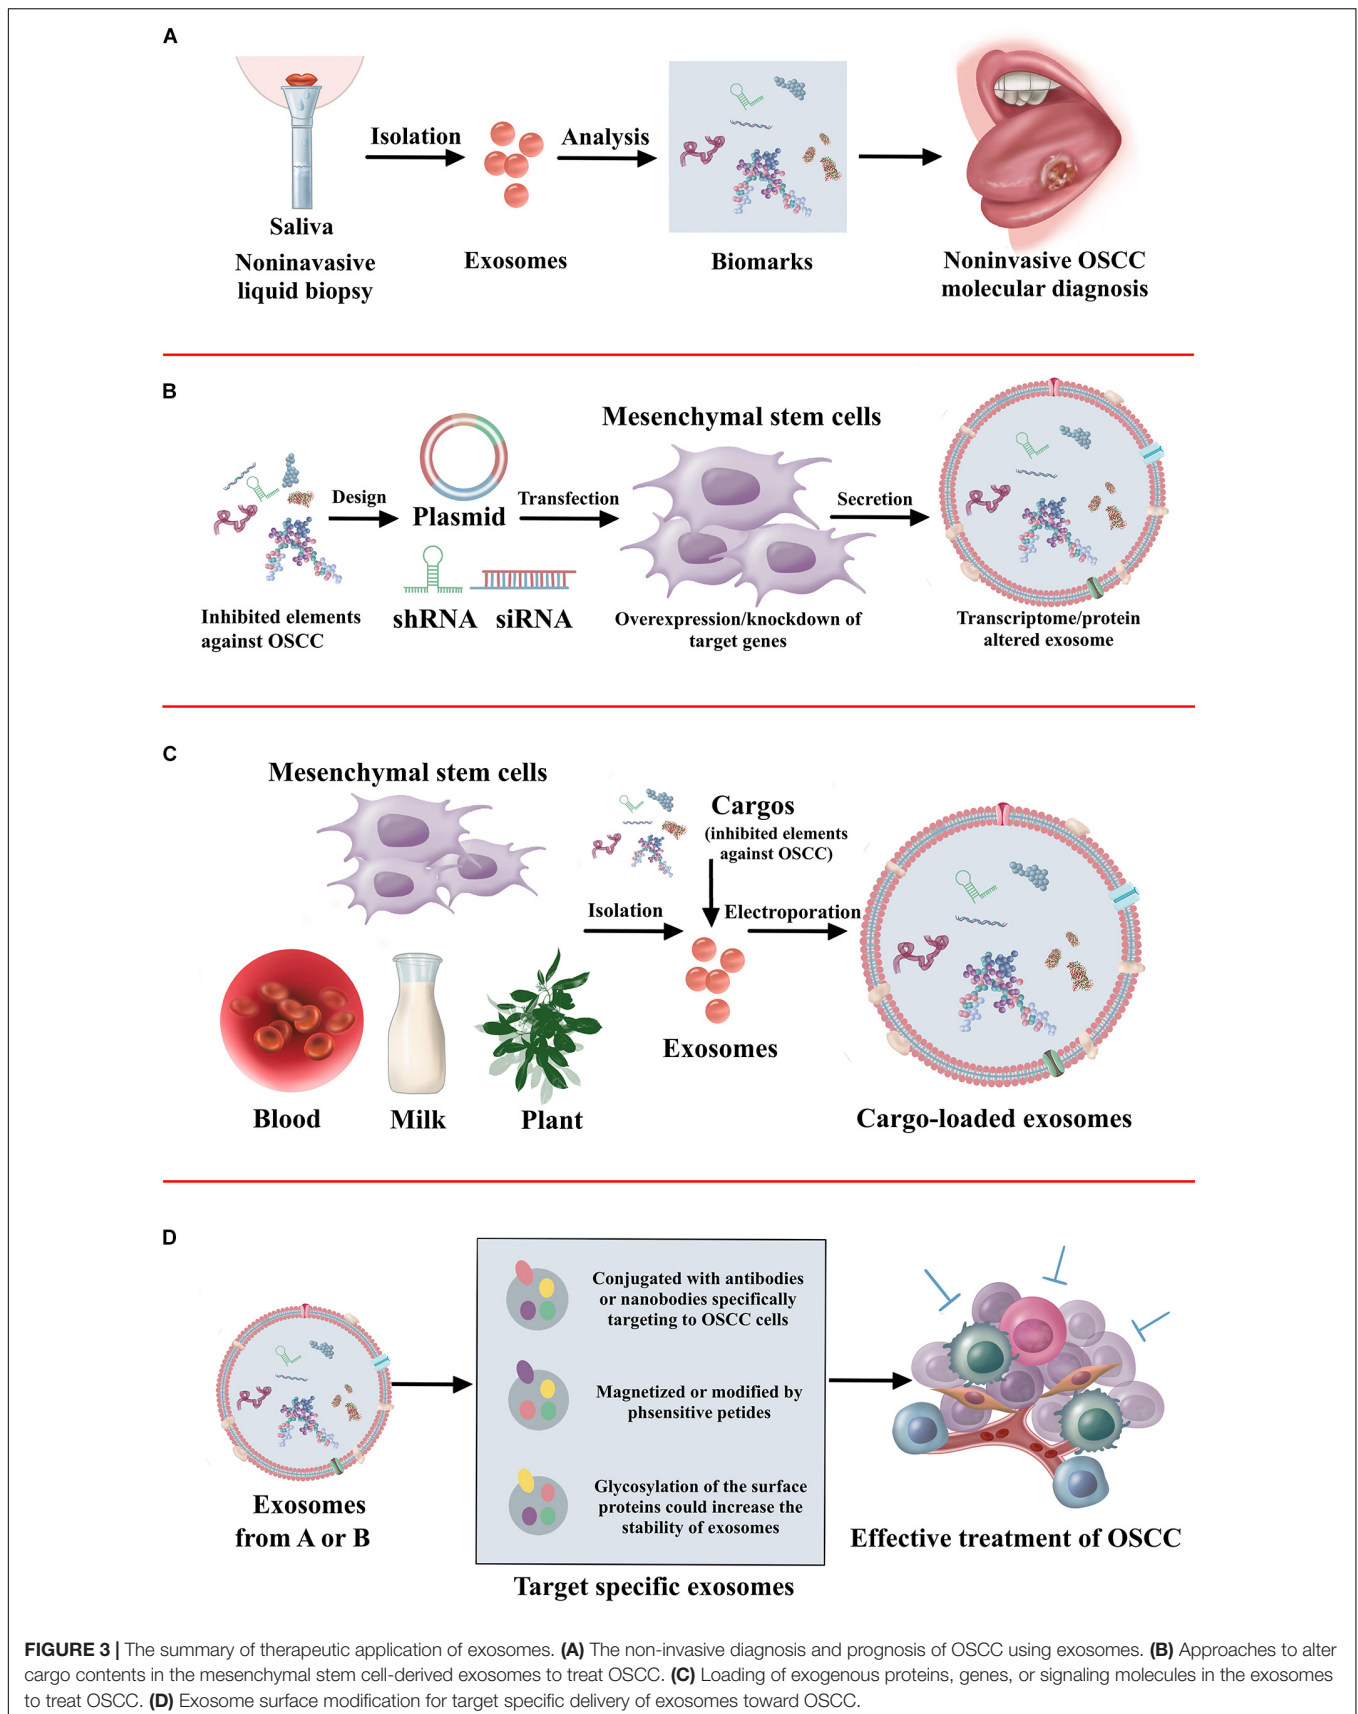 A
Isolation
Analysis
Saliva
Noninavasive
liquid biopsy
Exosomes
Biomarks
Noninvasive OSCC
molecular diagnosis
B
Mesenchymal stem cells
Design
Plasmid
Transfection
Secretion
Inhibited elements
against OSCC
shRNA
siRNA
Overexpression/knockdown of
target genes
Transcriptome/protein
altered exosome
C
Mesenchymal stem cells
Cargos
(inhibited elements
against OSCC)
Isolation
Electroporation
Exosomes
Blood
Milk
Plant
Cargo-loaded exosomes
D
Conjugated with antibodies
or nanobodies specifically
targeting to OSCC cells
Magnetized or modified by
phsensitive petides
Glycosylation of the surface
proteins could increase the
stability of exosomes
Exosomes
from A or B
Target specific exosomes
Effective treatment of OSCC
FIGURE 3 | The summary of therapeutic application of exosomes. (A) The non-invasive diagnosis and prognosis of OSCC using exosomes. (B) Approaches to alter
cargo contents in the mesenchymal stem cell-derived exosomes to treat OSCC. (C) Loading of exogenous proteins, genes, or signaling molecules in the exosomes
to treat OSCC. (D) Exosome surface modification for target specific delivery of exosomes toward OSCC.